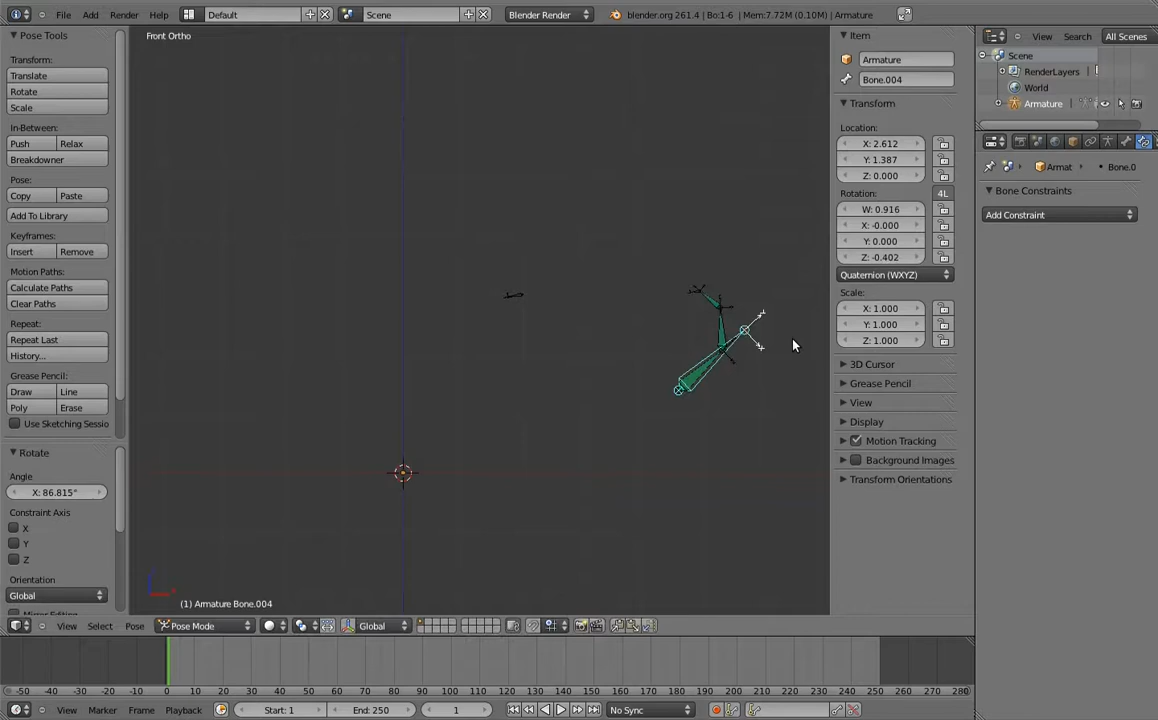 File Add Render Help Default Scene Blender Render blender.org 261.4 | Bo:1-6 | Mem:7.72M (0.10M) | Armature
Pose Tools
Transform:
Translate
Rotate
Scale
In-Between:
Push Relax
Breakdowner
Pose:
Copy Paste
Add To Library
Keyframes:
Insert Remove
Motion Paths:
Calculate Paths
Clear Paths
Repeat:
Repeat Last
History...
Grease Pencil:
Draw Line
Poly Erase
Use Sketching Sessio
Rotate
Angle
X: 86.815°
Constraint Axis
X
Y
Z
Orientation
Global
Front Ortho
(1) Armature Bone.004
Item
Armature
Bone.004
Transform
Location:
X: 2.612
Y: 1.387
Z: 0.000
Rotation: 4L
W: 0.916
X: -0.000
Y: 0.000
Z: -0.402
Quaternion (WXYZ)
Scale:
X: 1.000
Y: 1.000
Z: 1.000
3D Cursor
Grease Pencil
View
Display
Motion Tracking
Background Images
Transform Orientations
View Search All Scenes
Scene
RenderLayers
World
Armature
Armat Bone.0
Bone Constraints
Add Constraint
View Select Pose Pose Mode Global
-50 -40 -30 -20 -10 0 10 20 30 40 50 60 70 80 90 100 110 120 130 140 150 160 170 180 190 200 210 220 230 240 250 260 270 280
View Marker Frame Playback Start: 1 End: 250 1 No Sync